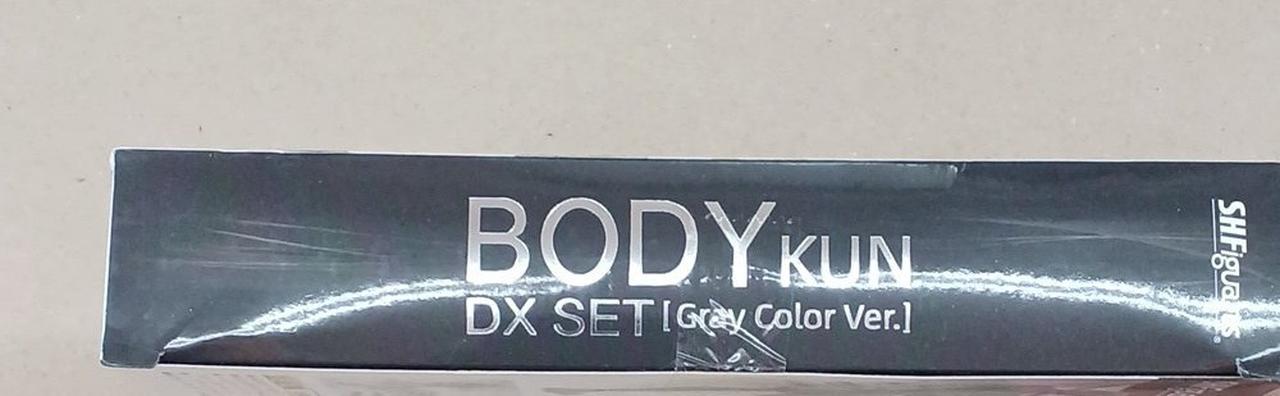 BODY KUN
DX SET [Gray Color Ver.]
SHFiguarts